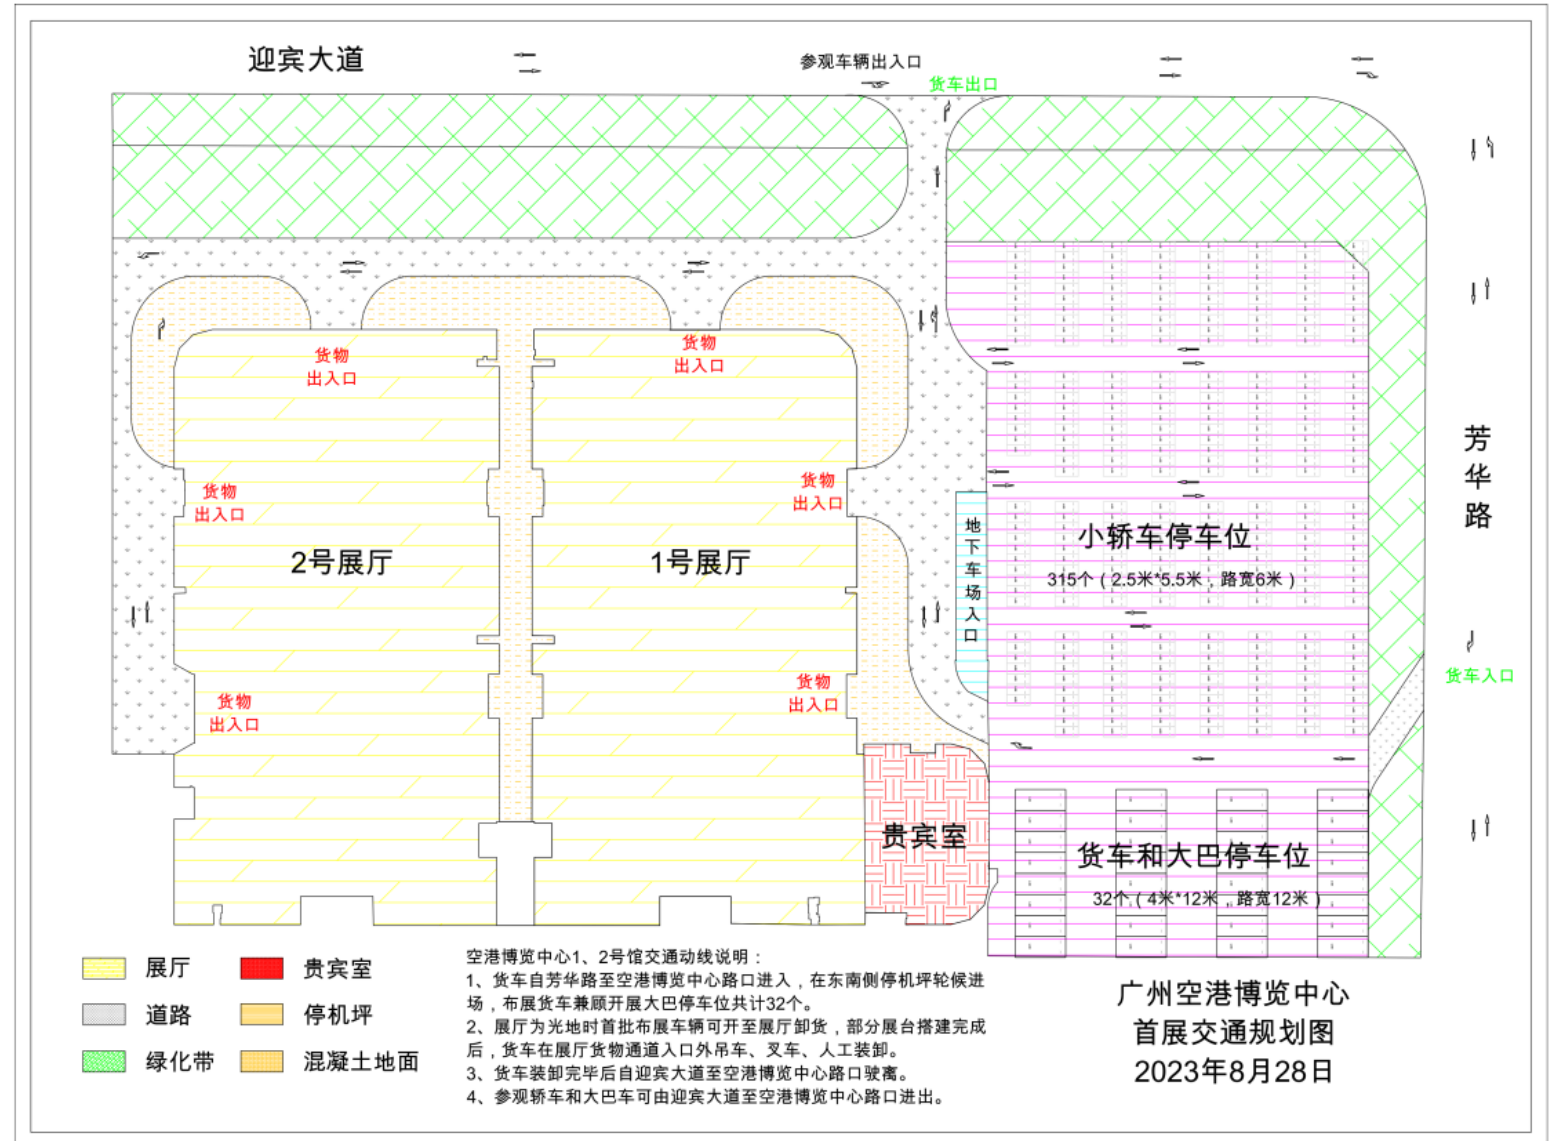 迎宾大道
参观车辆出入口
货车出口
货物
出入口
货物
出入口
货物
出入口
货物
出入口
2号展厅
1号展厅
地下车场入口
小轿车停车位
315个（2.5米*5.5米，路宽6米）
芳华路
货车入口
货物
出入口
货物
出入口
贵宾室
货车和大巴停车位
32个（4米*12米，路宽12米）
展厅
贵宾室
道路
停机坪
绿化带
混凝土地面
空港博览中心1、2号馆交通动线说明：
1、货车自芳华路至空港博览中心路口进入，在东南侧停机坪轮候进
场，布展货车兼顾开展大巴停车位共计32个。
2、展厅为光地时首批布展车辆可开至展厅卸货，部分展台搭建完成
后，货车在展厅货物通道入口外吊车、叉车、人工装卸。
3、货车装卸完毕后自迎宾大道至空港博览中心路口驶离。
4、参观轿车和大巴车可由迎宾大道至空港博览中心路口进出。
广州空港博览中心
首展交通规划图
2023年8月28日